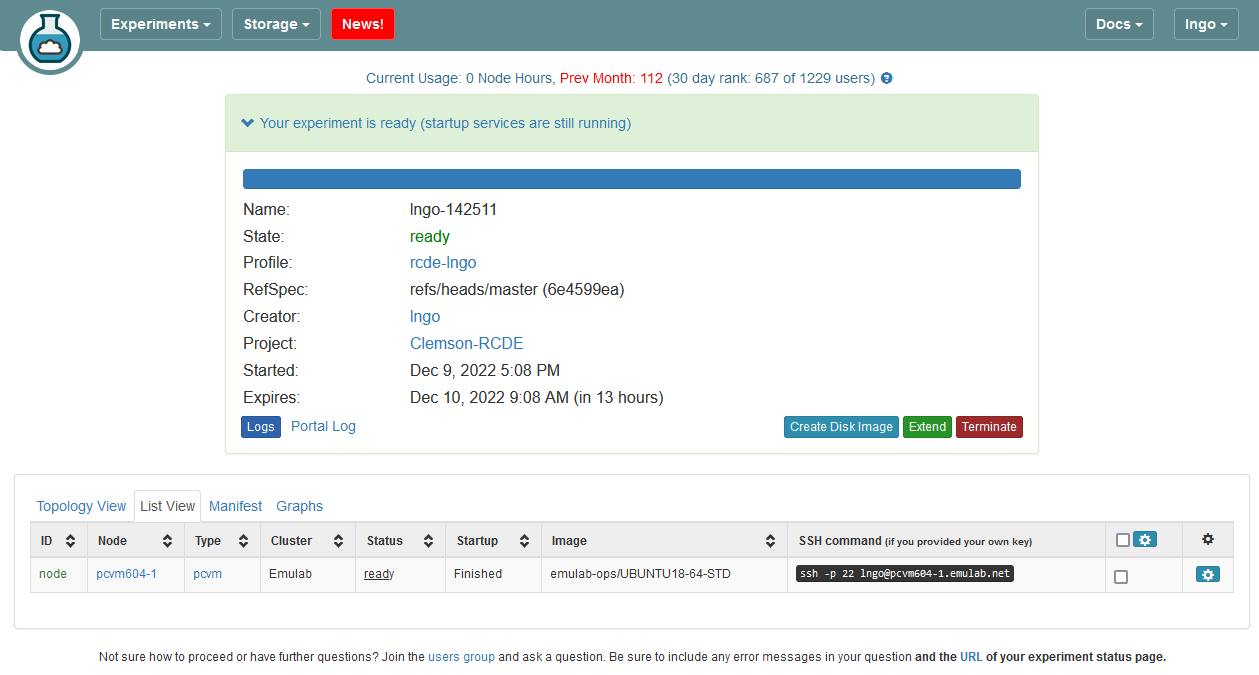 Experiments Storage News! Docs lngo
Current Usage: 0 Node Hours, Prev Month: 112 (30 day rank: 687 of 1229 users)
Your experiment is ready (startup services are still running)
Name: lngo-142511
State: ready
Profile: rcde-lngo
RefSpec: refs/heads/master (6e4599ea)
Creator: lngo
Project: Clemson-RCDE
Started: Dec 9, 2022 5:08 PM
Expires: Dec 10, 2022 9:08 AM (in 13 hours)
Logs Portal Log Create Disk Image Extend Terminate
Topology View List View Manifest Graphs
ID Node Type Cluster Status Startup Image SSH command (if you provided your own key)
node pcvm604-1 pcvm Emulab ready Finished emulab-ops/UBUNTU18-64-STD ssh -p 22 lngo@pcvm604-1.emulab.net
Not sure how to proceed or have further questions? Join the users group and ask a question. Be sure to include any error messages in your question and the URL of your experiment status page.